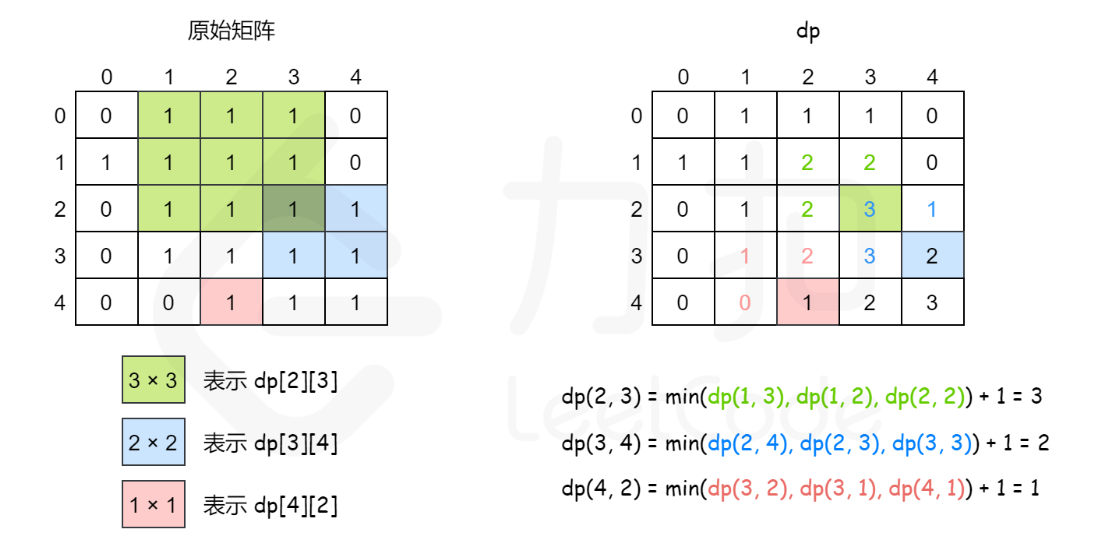 原始矩阵 dp
0 1 2 3 4 0 1 2 3 4
0 0 1 1 1 0 0 0 1 1 1 0
1 1 1 1 1 0 1 1 1 2 2 0
2 0 1 1 1 1 2 0 1 2 3 1
3 0 1 1 1 1 3 0 1 2 3 2
4 0 0 1 1 1 4 0 0 1 2 3
3 × 3 表示 dp[2][3]
2 × 2 表示 dp[3][4]
1 × 1 表示 dp[4][2]
dp(2, 3) = min(dp(1, 3), dp(1, 2), dp(2, 2)) + 1 = 3
dp(3, 4) = min(dp(2, 4), dp(2, 3), dp(3, 3)) + 1 = 2
dp(4, 2) = min(dp(3, 2), dp(3, 1), dp(4, 1)) + 1 = 1
力扣
LeetCode